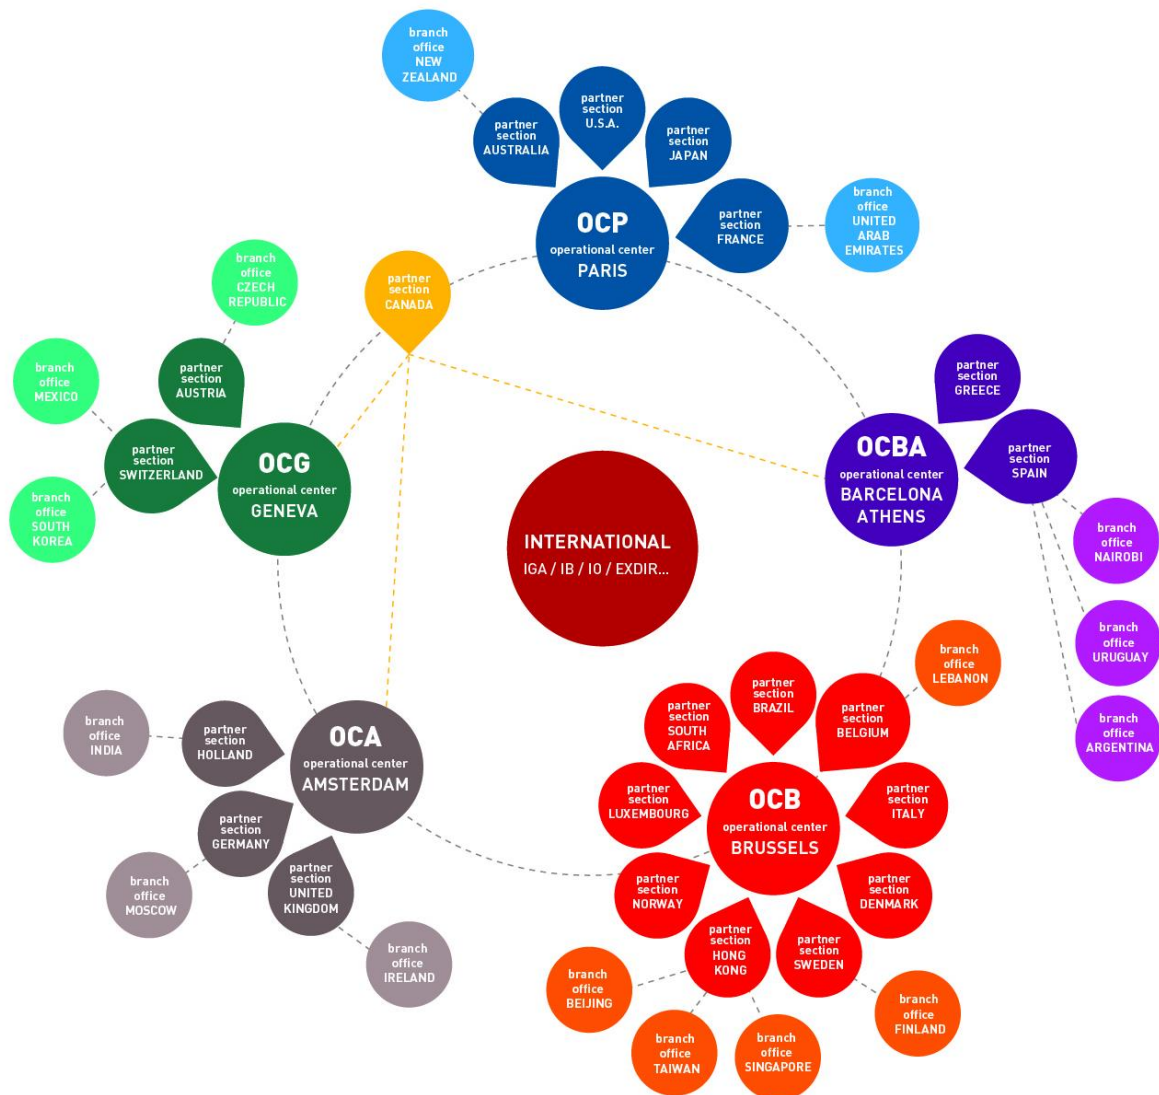 branch
office
NEW
ZEALAND
partner
section
AUSTRALIA
partner
section
U.S.A.
partner
section
JAPAN
partner
section
FRANCE
branch
office
UNITED
ARAB
EMIRATES
OCP
operational center
PARIS
partner
section
CANADA
branch
office
CZECH
REPUBLIC
partner
section
AUSTRIA
branch
office
MEXICO
partner
section
SWITZERLAND
branch
office
SOUTH
KOREA
OCG
operational center
GENEVA
partner
section
GREECE
partner
section
SPAIN
OCBA
operational center
BARCELONA
ATHENS
branch
office
NAIROBI
branch
office
URUGUAY
branch
office
ARGENTINA
INTERNATIONAL
IGA / IB / IO / EXDIR...
branch
office
INDIA
partner
section
HOLLAND
OCA
operational center
AMSTERDAM
partner
section
GERMANY
branch
office
MOSCOW
partner
section
UNITED
KINGDOM
branch
office
IRELAND
branch
office
LEBANON
partner
section
BRAZIL
partner
section
BELGIUM
partner
section
SOUTH
AFRICA
partner
section
LUXEMBOURG
OCB
operational center
BRUSSELS
partner
section
ITALY
partner
section
NORWAY
partner
section
DENMARK
partner
section
HONG
KONG
partner
section
SWEDEN
branch
office
BEIJING
branch
office
TAIWAN
branch
office
SINGAPORE
branch
office
FINLAND